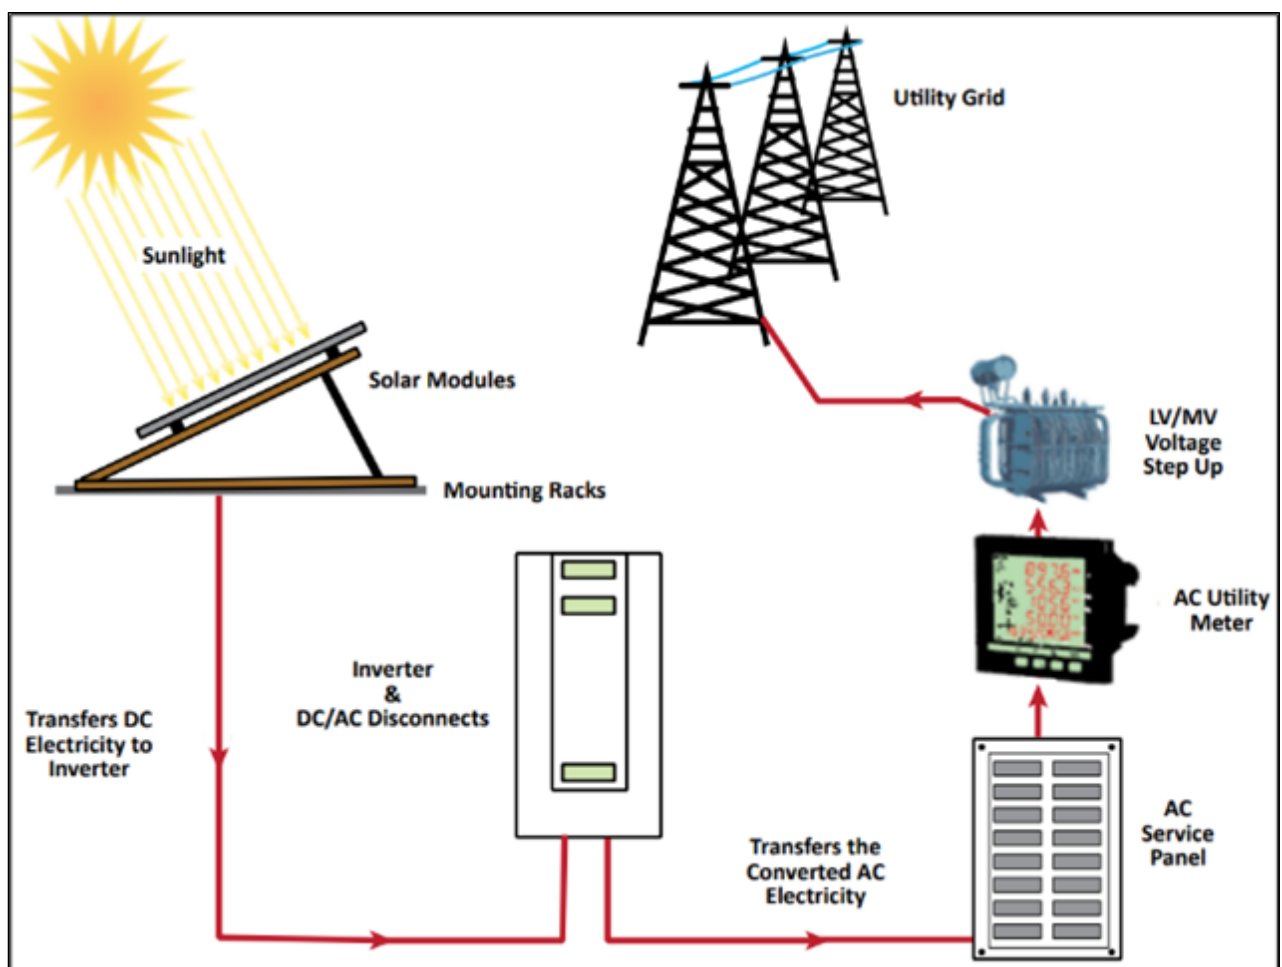 Utility Grid
Sunlight
Solar Modules
Mounting Racks
LV/MV
Voltage
Step Up
AC Utility
Meter
Inverter
&
DC/AC Disconnects
Transfers DC
Electricity to
Inverter
AC
Service
Panel
Transfers the
Converted AC
Electricity